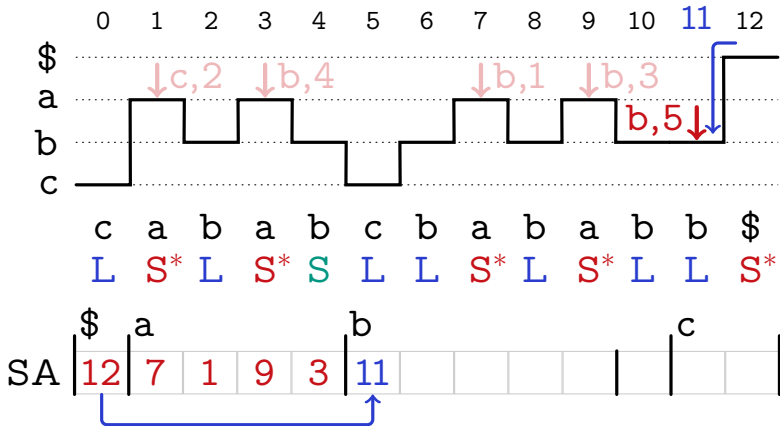 0 1 2 3 4 5 6 7 8 9 10 11 12
$
a c,2 b,4 b,1 b,3
b b,5
c
c a b a b c b a b a b b $
L S* L S* S L L S* L S* L L S*
$ a b c
SA 12 7 1 9 3 11